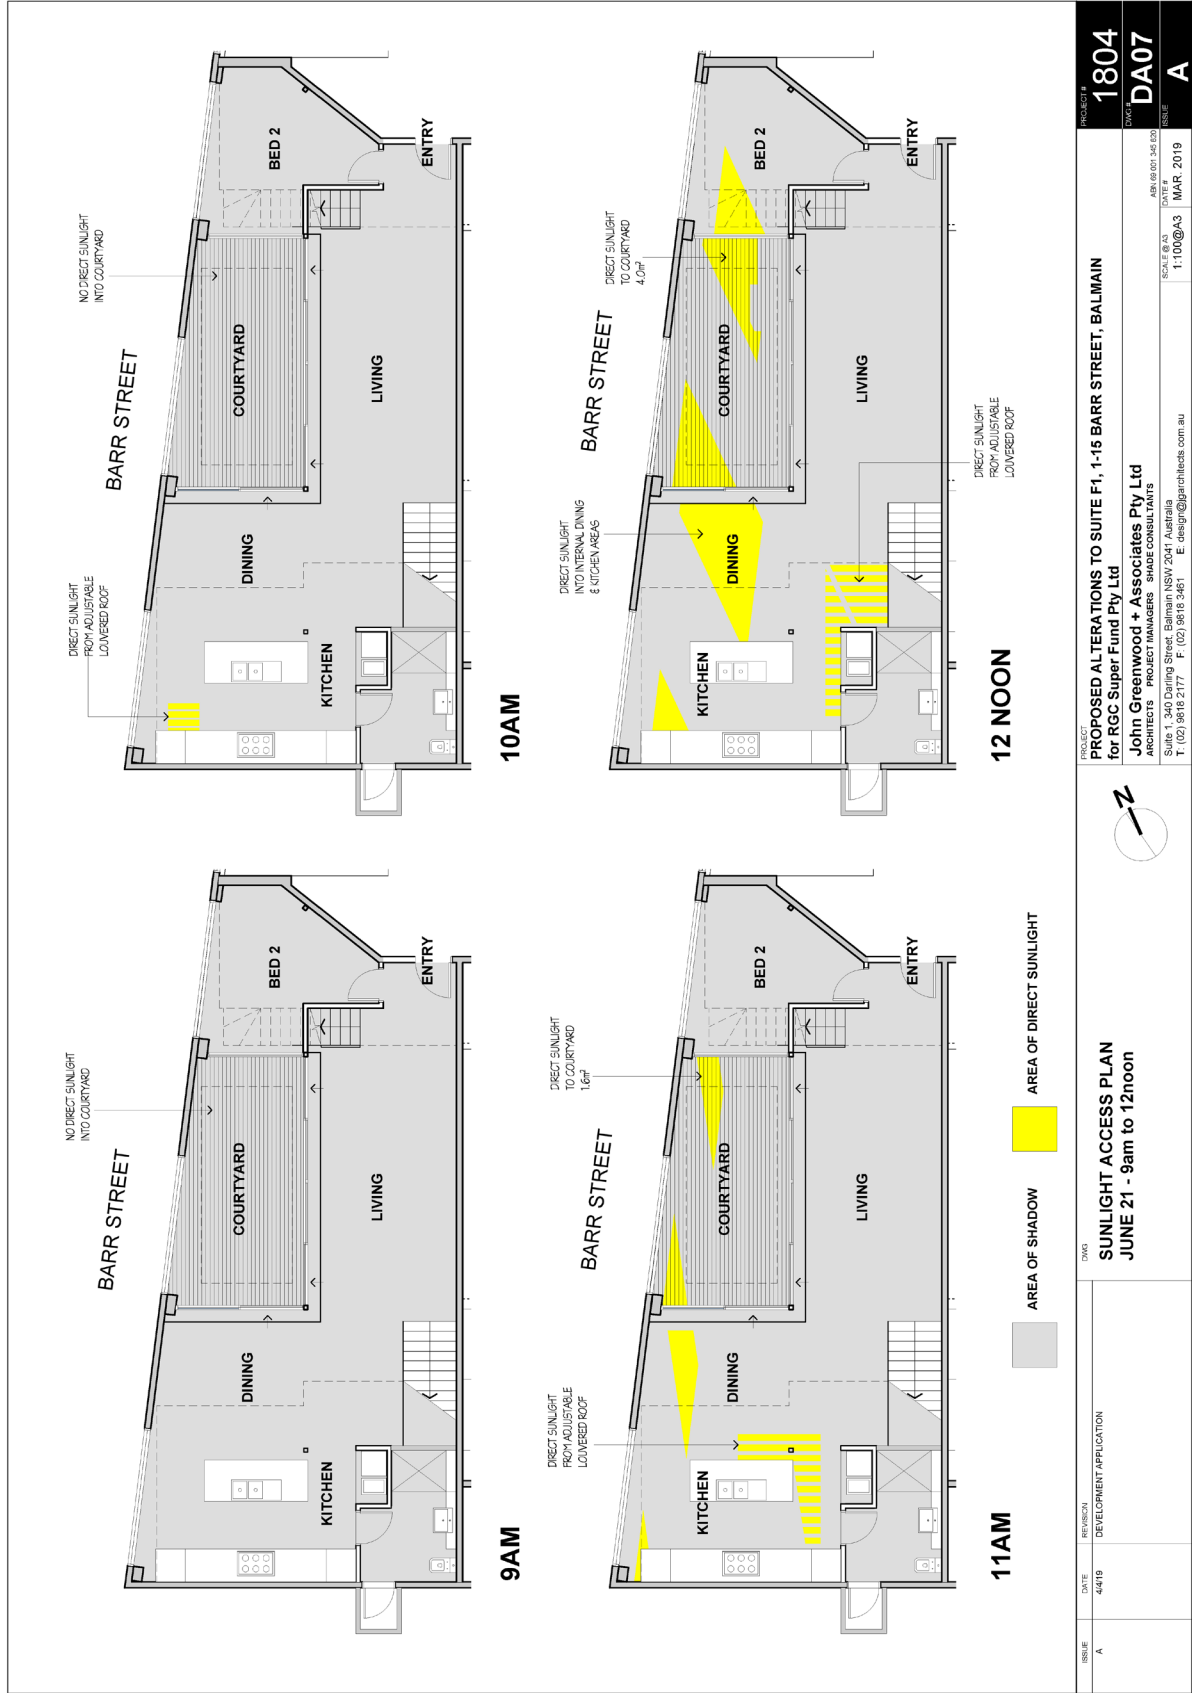 9AM
BARR STREET
NO DIRECT SUNLIGHT
INTO COURTYARD
BED 2
ENTRY
COURTYARD
LIVING
DINING
KITCHEN
10AM
BARR STREET
NO DIRECT SUNLIGHT
INTO COURTYARD
DIRECT SUNLIGHT
FROM ADJUSTABLE
LOUVERED ROOF
BED 2
ENTRY
COURTYARD
LIVING
DINING
KITCHEN
11AM
BARR STREET
DIRECT SUNLIGHT
FROM ADJUSTABLE
LOUVERED ROOF
DIRECT SUNLIGHT
TO COURTYARD
1.6m²
BED 2
ENTRY
COURTYARD
LIVING
DINING
KITCHEN
12 NOON
BARR STREET
DIRECT SUNLIGHT
INTO INTERNAL DINING
& KITCHEN AREAS
DIRECT SUNLIGHT
TO COURTYARD
4.0m²
BED 2
ENTRY
COURTYARD
LIVING
DINING
KITCHEN
DIRECT SUNLIGHT
FROM ADJUSTABLE
LOUVERED ROOF
AREA OF SHADOW
AREA OF DIRECT SUNLIGHT
ISSUE DATE REVISION
A 4/4/19 DEVELOPMENT APPLICATION
DWG
SUNLIGHT ACCESS PLAN
JUNE 21 - 9am to 12noon
N
PROJECT
PROPOSED ALTERATIONS TO SUITE F1, 1-15 BARR STREET, BALMAIN
for RGC Super Fund Pty Ltd
John Greenwood + Associates Pty Ltd
ARCHITECTS PROJECT MANAGERS SHADE CONSULTANTS
ABN 69 001 345 620
Suite 1, 340 Darling Street, Balmain NSW 2041 Australia
T: (02) 9818 2177 F: (02) 9818 3461 E: design@jgarchitects.com.au
SCALE @ A3
1:100@A3
DATE #
MAR. 2019
PROJECT #
1804
DWG #
DA07
ISSUE
A